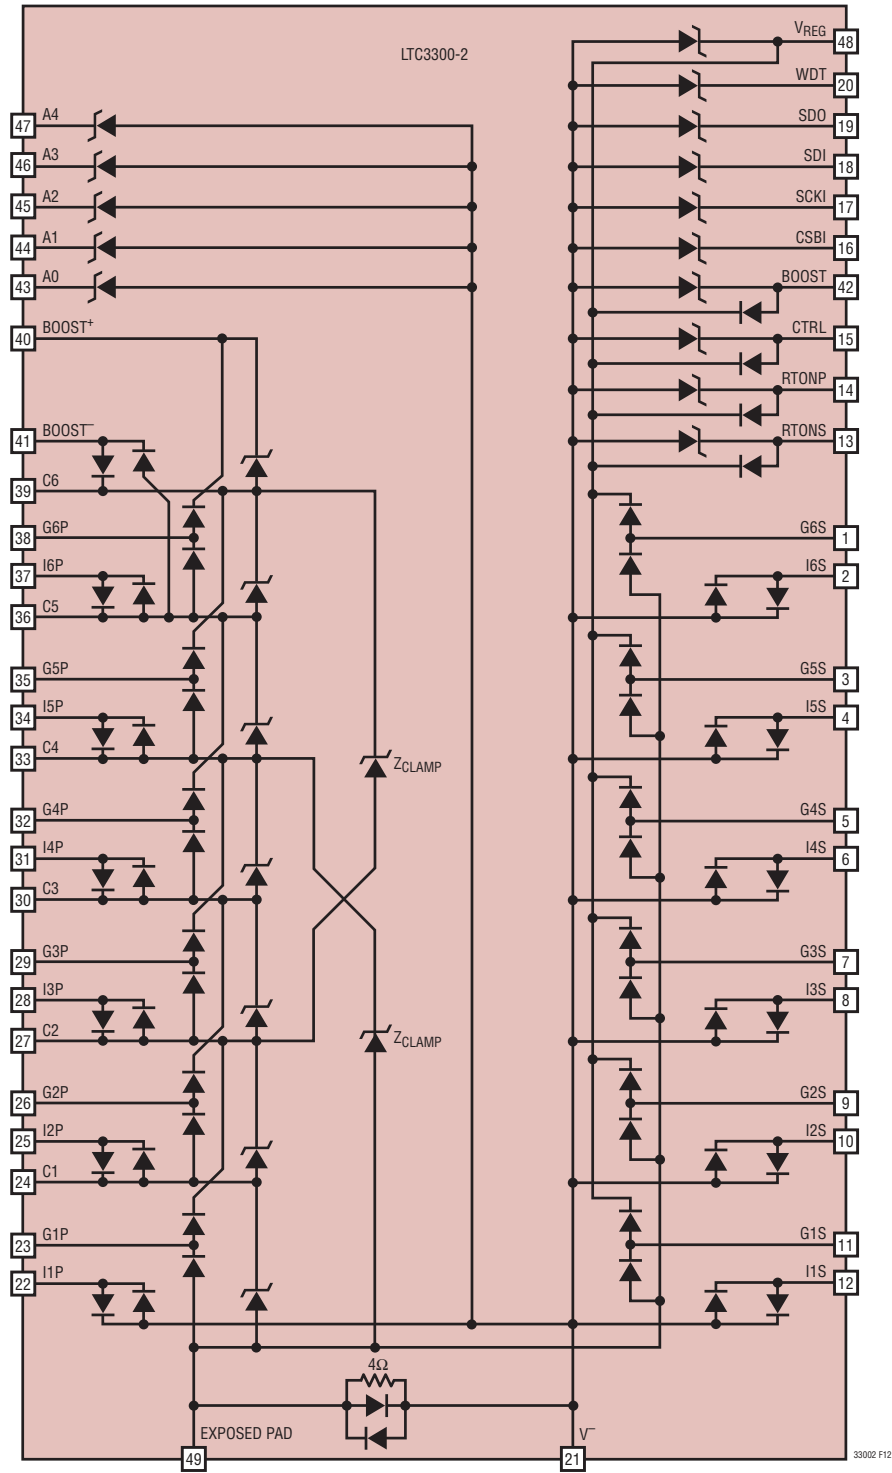 LTC3300-2
47 A4
46 A3
45 A2
44 A1
43 A0
40 BOOST+
41 BOOST–
39 C6
38 G6P
37 I6P
36 C5
35 G5P
34 I5P
33 C4
32 G4P
31 I4P
30 C3
29 G3P
28 I3P
27 C2
26 G2P
25 I2P
24 C1
23 G1P
22 I1P
ZCLAMP
ZCLAMP
VREG 48
WDT 20
SDO 19
SDI 18
SCKI 17
CSBI 16
BOOST 42
CTRL 15
RTONP 14
RTONS 13
G6S 1
I6S 2
G5S 3
I5S 4
G4S 5
I4S 6
G3S 7
I3S 8
G2S 9
I2S 10
G1S 11
I1S 12
4Ω
EXPOSED PAD
49
V–
21
33002 F12